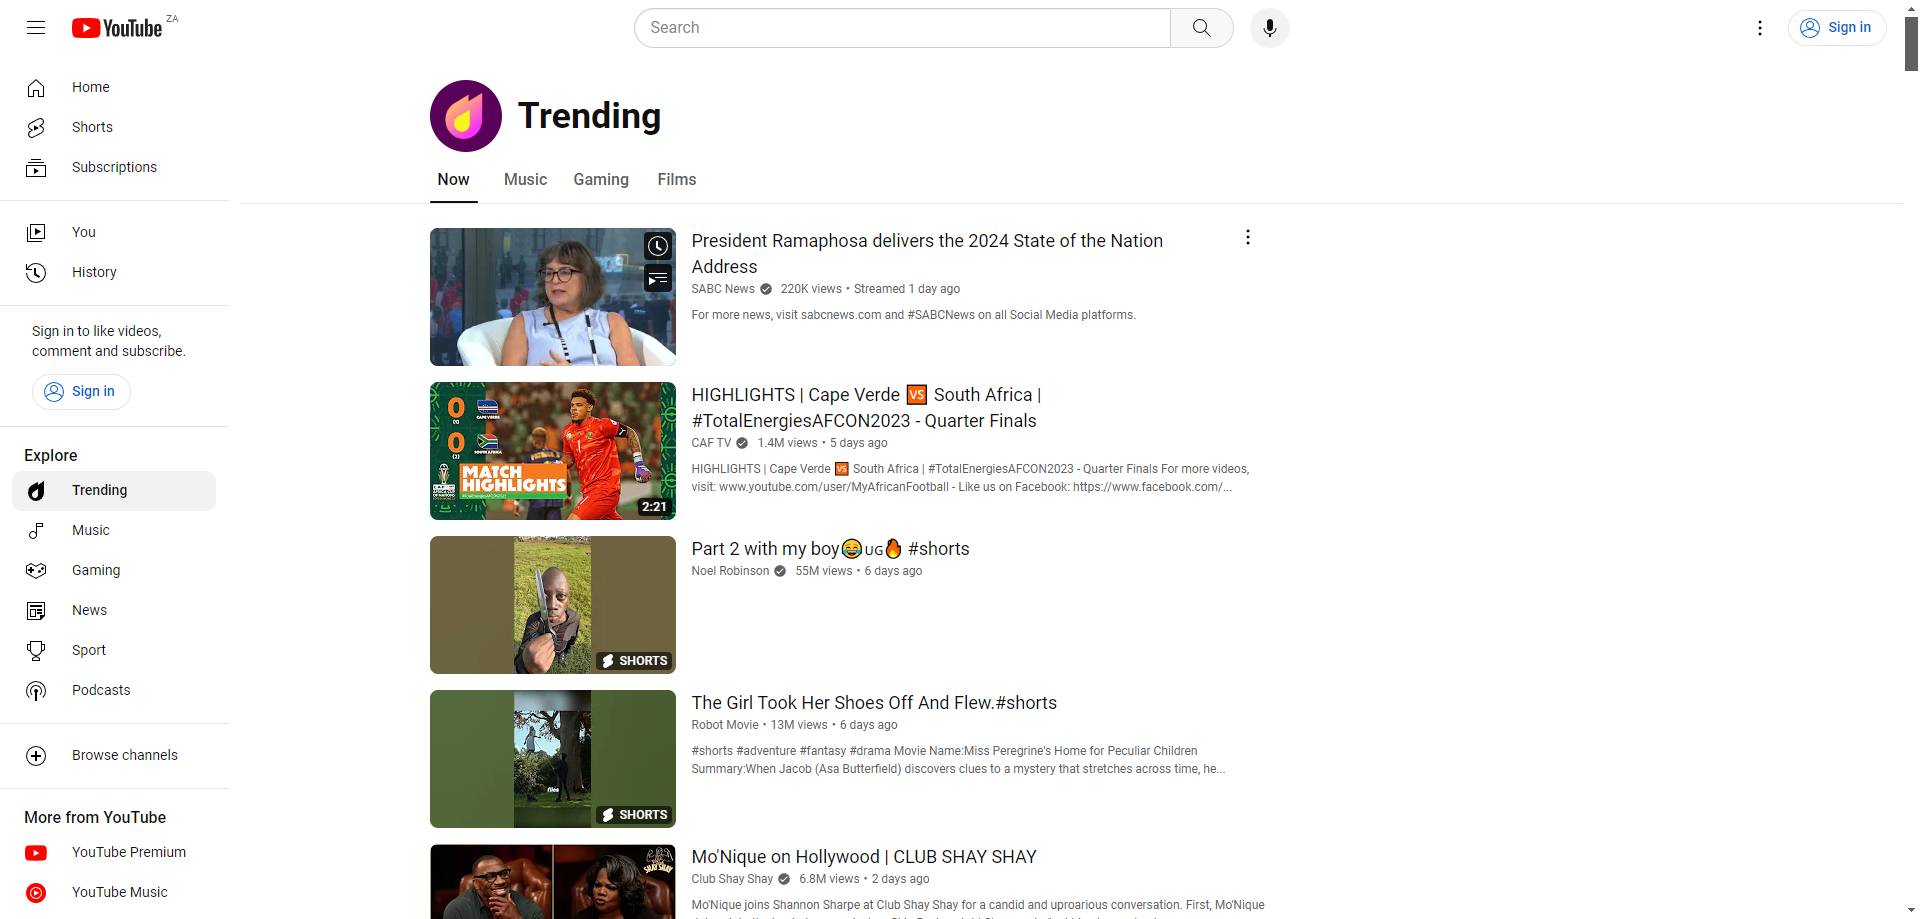 YouTube ZA
Search
Sign in
Home
Shorts
Subscriptions
You
History
Sign in to like videos,
comment and subscribe.
Sign in
Explore
Trending
Music
Gaming
News
Sport
Podcasts
Browse channels
More from YouTube
YouTube Premium
YouTube Music
Trending
Now
Music
Gaming
Films
President Ramaphosa delivers the 2024 State of the Nation
Address
SABC News 220K views • Streamed 1 day ago
For more news, visit sabcnews.com and #SABCNews on all Social Media platforms.
0
CAPE VERDE
0
(2)
SOUTH AFRICA
MATCH
HIGHLIGHTS
2:21
HIGHLIGHTS | Cape Verde 🆚 South Africa |
#TotalEnergiesAFCON2023 - Quarter Finals
CAF TV 1.4M views • 5 days ago
HIGHLIGHTS | Cape Verde 🆚 South Africa | #TotalEnergiesAFCON2023 - Quarter Finals For more videos,
visit: www.youtube.com/user/MyAfricanFootball - Like us on Facebook: https://www.facebook.com/...
SHORTS
Part 2 with my boy😂🇺🇬🔥 #shorts
Noel Robinson 55M views • 6 days ago
flies
SHORTS
The Girl Took Her Shoes Off And Flew.#shorts
Robot Movie • 13M views • 6 days ago
#shorts #adventure #fantasy #drama Movie Name:Miss Peregrine's Home for Peculiar Children
Summary:When Jacob (Asa Butterfield) discovers clues to a mystery that stretches across time, he...
SHAY SHAY
Mo'Nique on Hollywood | CLUB SHAY SHAY
Club Shay Shay 6.8M views • 2 days ago
Mo'Nique joins Shannon Sharpe at Club Shay Shay for a candid and uproarious conversation. First, Mo'Nique